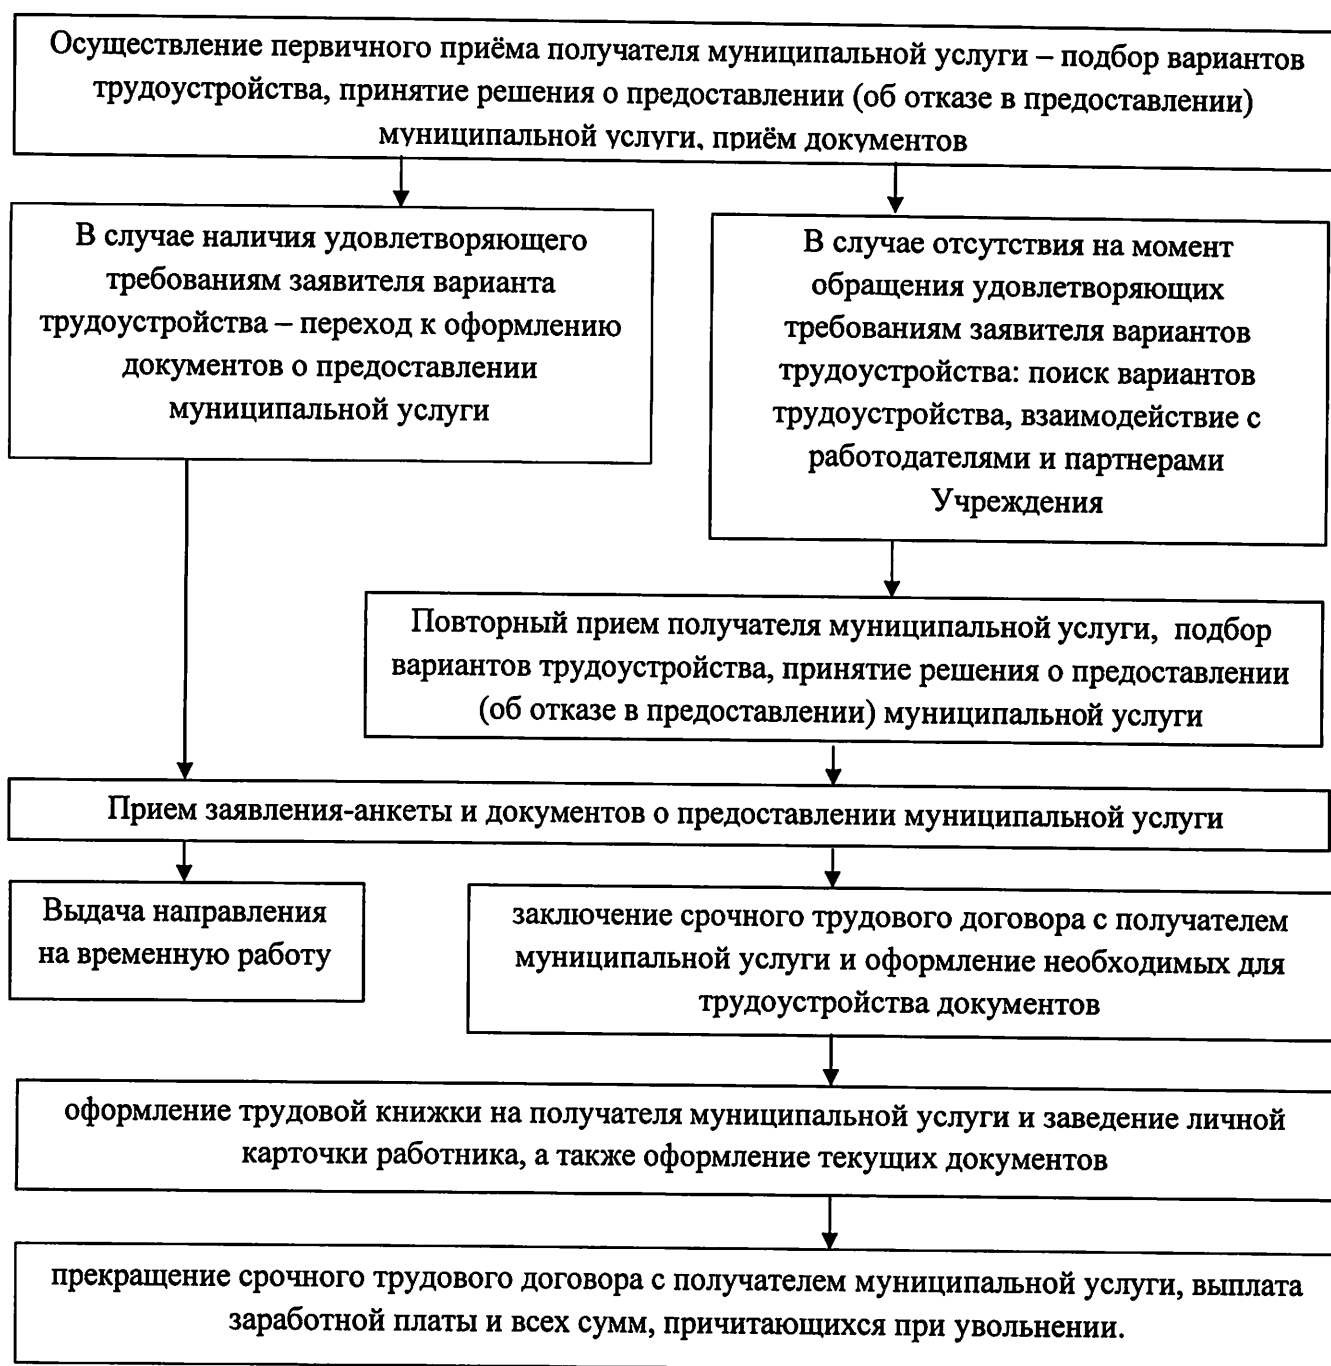 Осуществление первичного приёма получателя муниципальной услуги – подбор вариантов
трудоустройства, принятие решения о предоставлении (об отказе в предоставлении)
муниципальной услуги, приём документов
В случае наличия удовлетворяющего
требованиям заявителя варианта
трудоустройства – переход к оформлению
документов о предоставлении
муниципальной услуги
В случае отсутствия на момент
обращения удовлетворяющих
требованиям заявителя вариантов
трудоустройства: поиск вариантов
трудоустройства, взаимодействие с
работодателями и партнерами
Учреждения
Повторный прием получателя муниципальной услуги, подбор
вариантов трудоустройства, принятие решения о предоставлении
(об отказе в предоставлении) муниципальной услуги
Прием заявления-анкеты и документов о предоставлении муниципальной услуги
Выдача направления
на временную работу
заключение срочного трудового договора с получателем
муниципальной услуги и оформление необходимых для
трудоустройства документов
оформление трудовой книжки на получателя муниципальной услуги и заведение личной
карточки работника, а также оформление текущих документов
прекращение срочного трудового договора с получателем муниципальной услуги, выплата
заработной платы и всех сумм, причитающихся при увольнении.